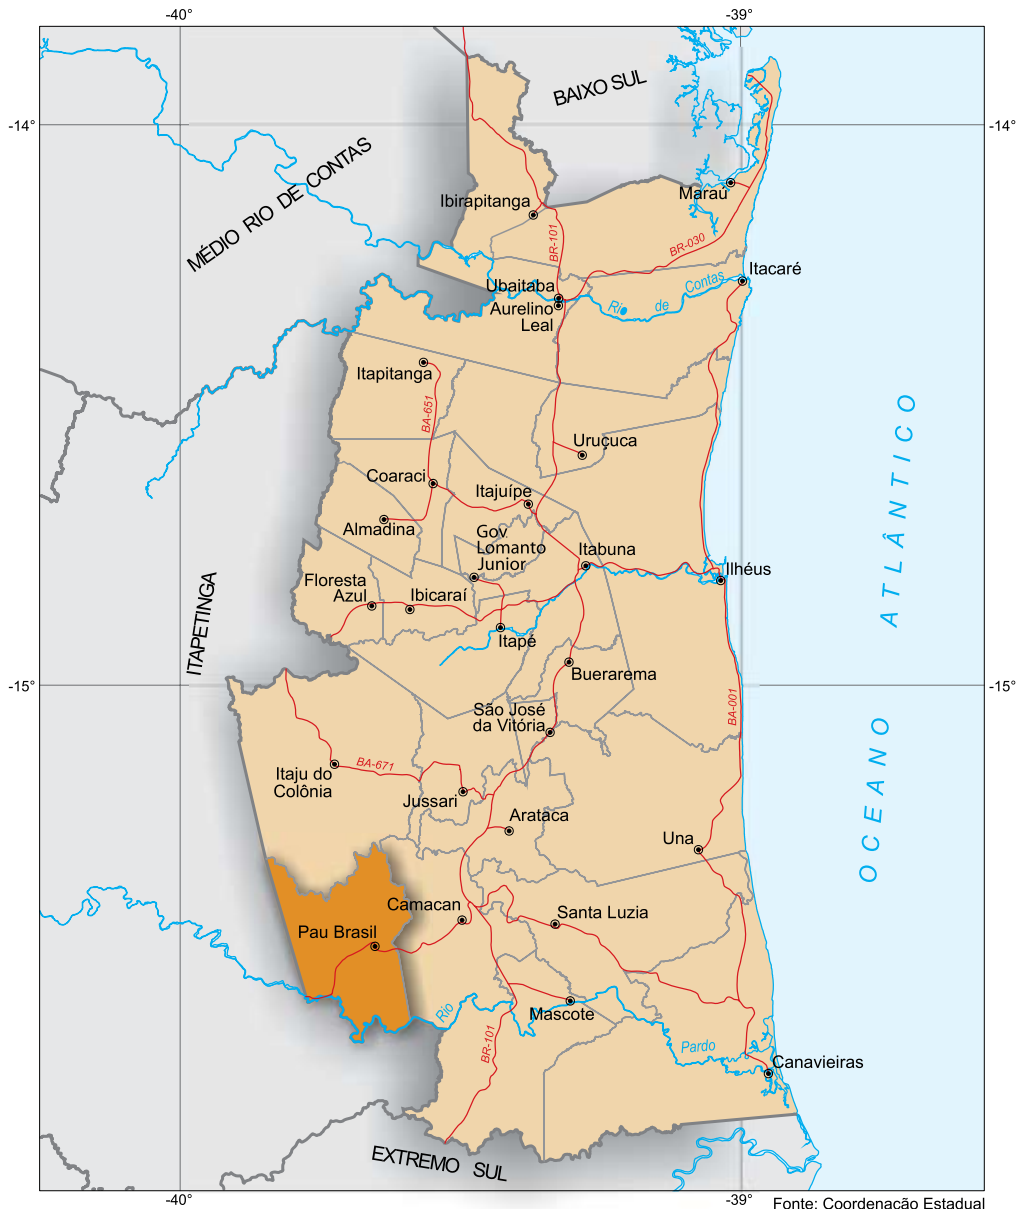 -40°
-39°
BAIXO SUL
-14°
-14°
MÉDIO RIO DE CONTAS
Maraú
Ibirapitanga
BR-101
BR-030
Itacaré
Ubaitaba
Contas
Rio
de
Aurelino
Leal
Itapitanga
BA-651
Uruçuca
Coaraci
Itajuípe
Almadina
Gov.
Lomanto
Junior
Itabuna
Ilhéus
Floresta
Azul
Ibicaraí
ITAPETINGA
Itapé
Buerarema
-15°
-15°
São José
da Vitória
BA-001
OCEANO ATLÂNTICO
BA-671
Itaju do
Colônia
Jussari
Arataca
Una
Camacan
Santa Luzia
Pau Brasil
Rio
Mascote
BR-101
Pardo
Canavieiras
EXTREMO SUL
-40°
-39°
Fonte: Coordenação Estadual